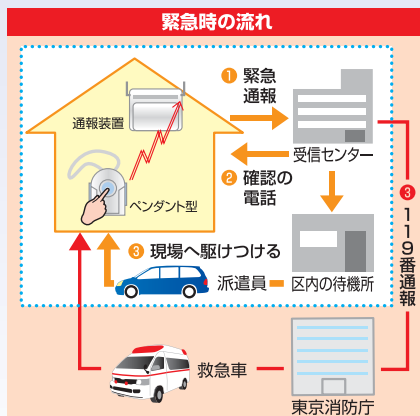 緊急時の流れ
❶緊急
通報
通報装置
受信センター
❷確認の
電話
ペンダント型
❸119番通報
❸現場へ駆けつける
派遣員
区内の待機所
救急車
東京消防庁